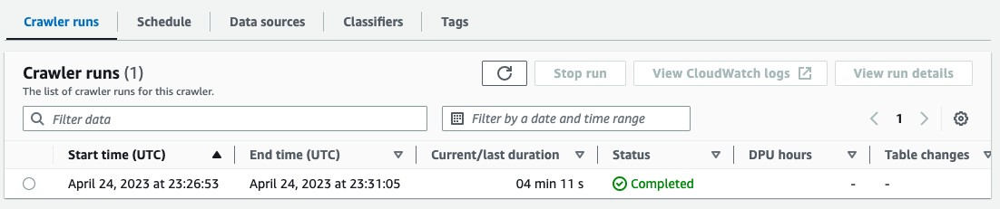 Crawler runs Schedule Data sources Classifiers Tags
Crawler runs (1)
The list of crawler runs for this crawler.
Stop run View CloudWatch logs View run details
Filter data Filter by a date and time range 1
Start time (UTC) End time (UTC) Current/last duration Status DPU hours Table changes
April 24, 2023 at 23:26:53 April 24, 2023 at 23:31:05 04 min 11 s Completed - -